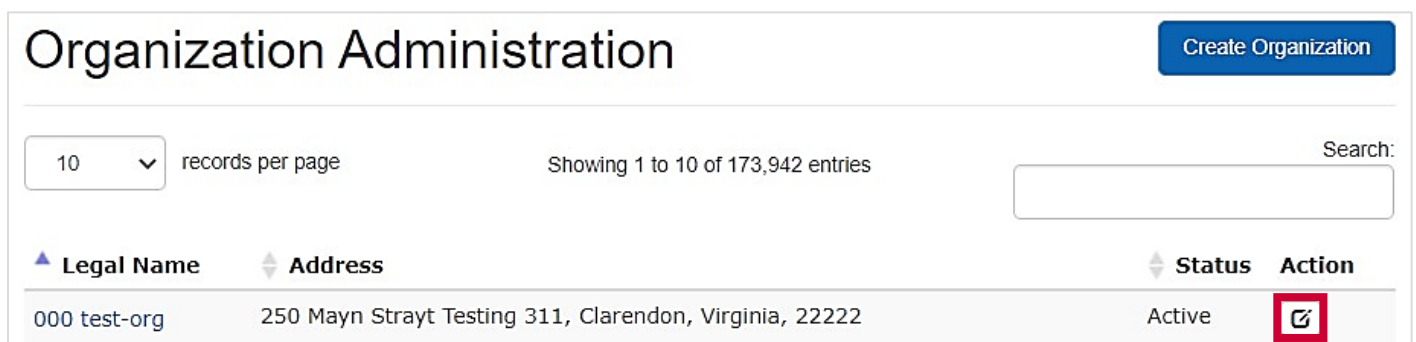 Organization Administration
Create Organization
10 records per page
Showing 1 to 10 of 173,942 entries
Search:
Legal Name Address Status Action
000 test-org 250 Mayn Strayt Testing 311, Clarendon, Virginia, 22222 Active